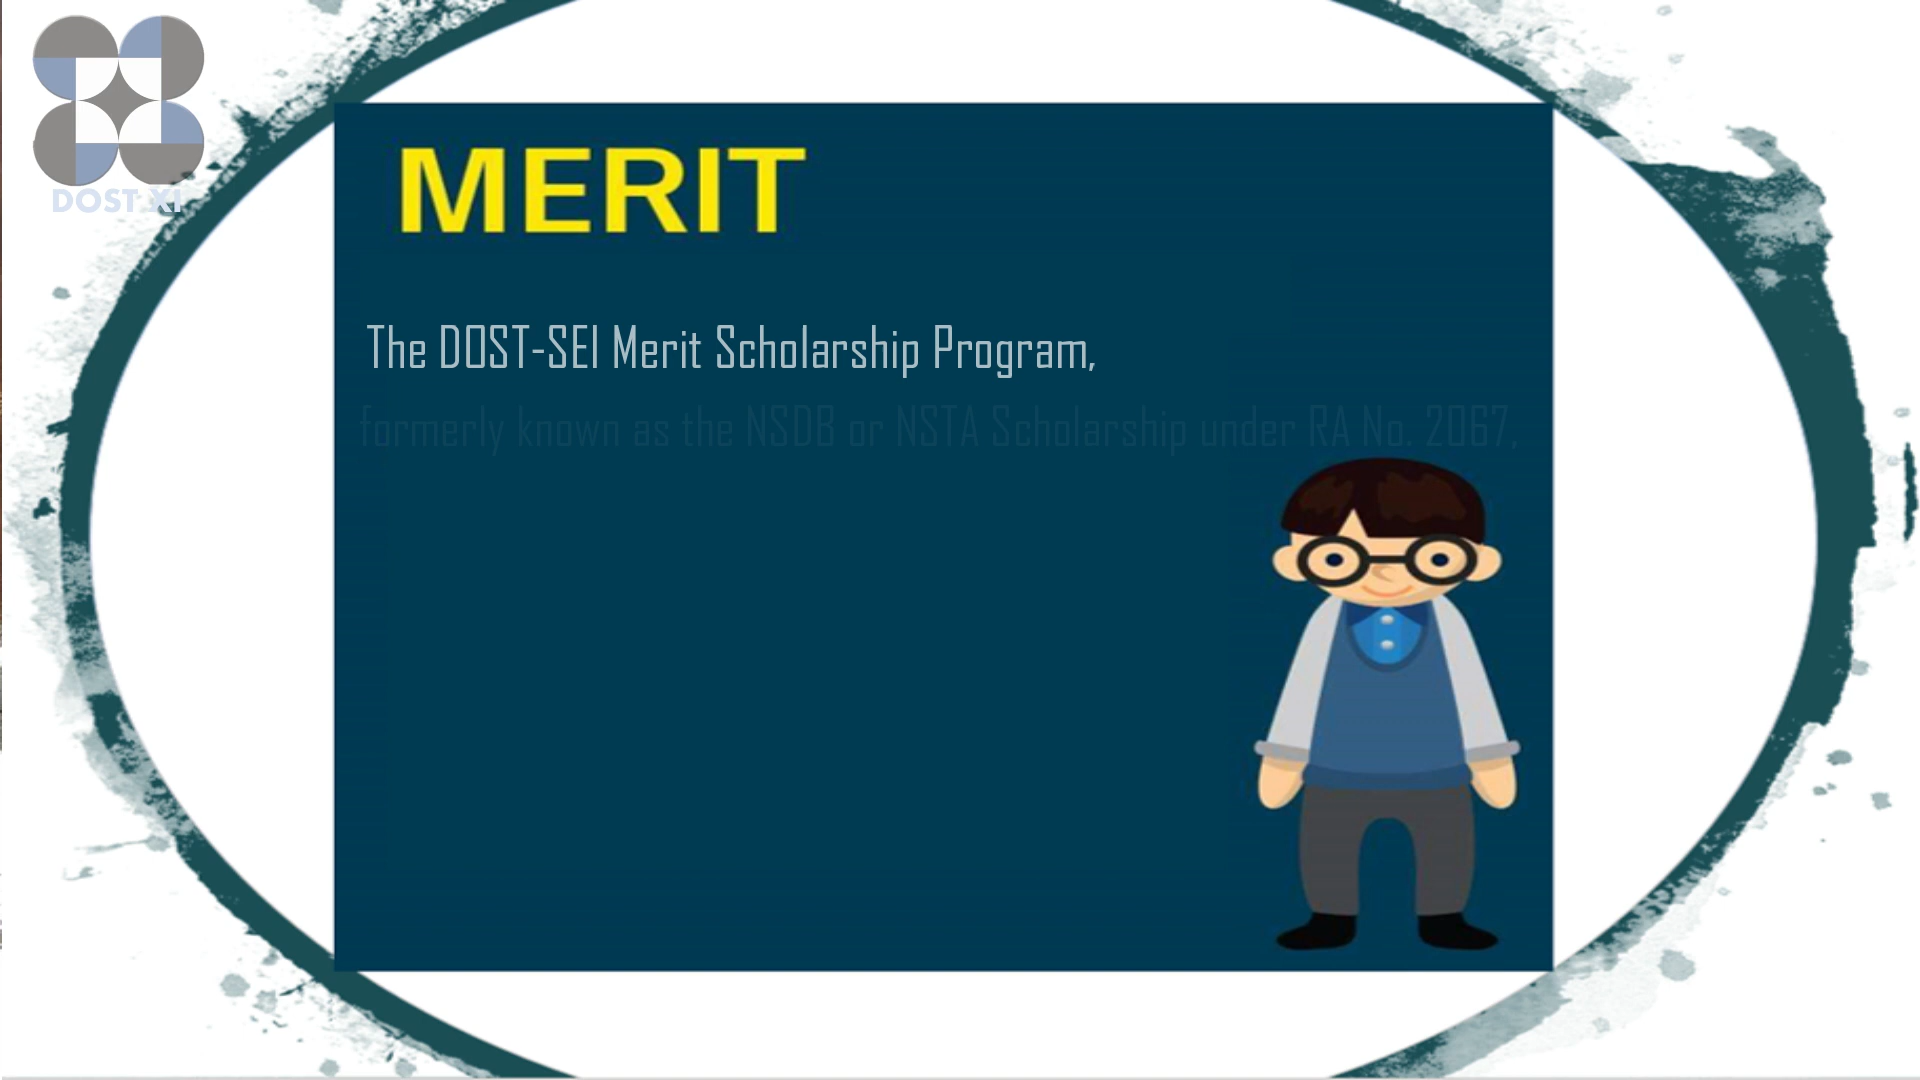 DOST XI
MERIT
The DOST-SEI Merit Scholarship Program,
formerly known as the NSDB or NSTA Scholarship under RA No. 2067,